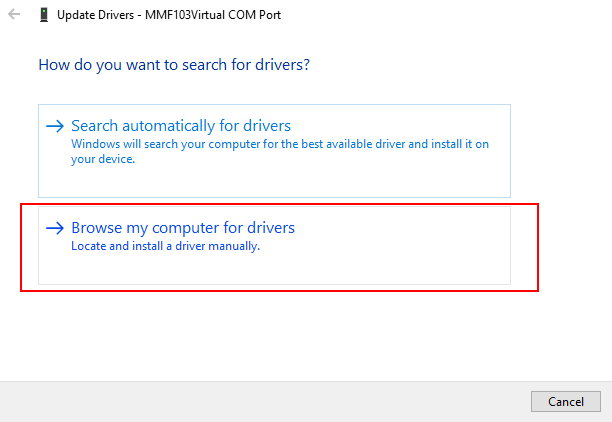 Update Drivers - MMF103Virtual COM Port
How do you want to search for drivers?
Search automatically for drivers
Windows will search your computer for the best available driver and install it on
your device.
Browse my computer for drivers
Locate and install a driver manually.
Cancel